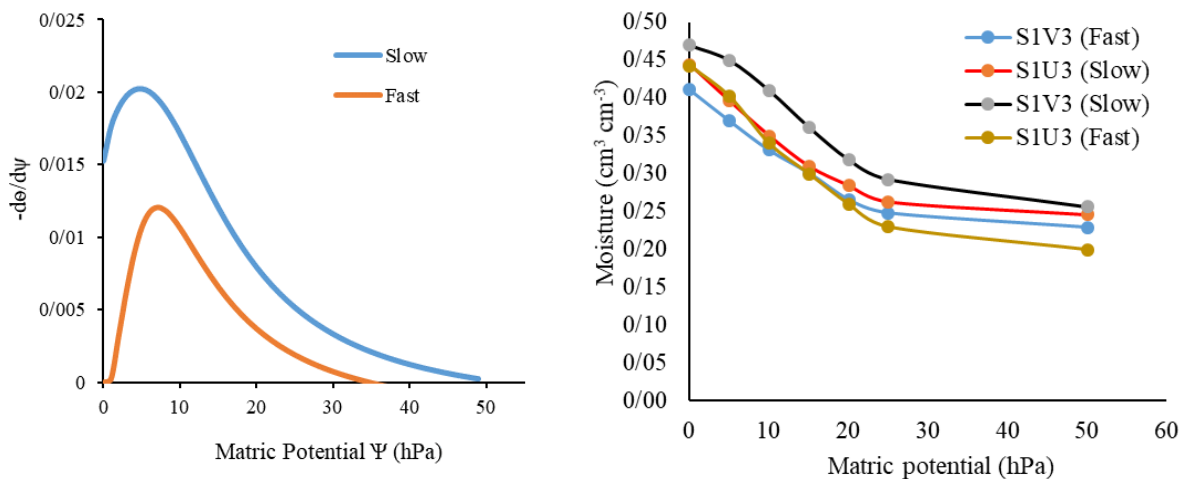 0/025
0/02
0/015
0/01
0/005
0
-dɵ/dψ
0 10 20 30 40 50
Matric Potential Ψ (hPa)
Slow
Fast
0/50
0/45
0/40
0/35
0/30
0/25
0/20
0/15
0/10
0/05
0/00
Moisture (cm³ cm⁻³)
0 10 20 30 40 50 60
Matric potential (hPa)
S1V3 (Fast)
S1U3 (Slow)
S1V3 (Slow)
S1U3 (Fast)